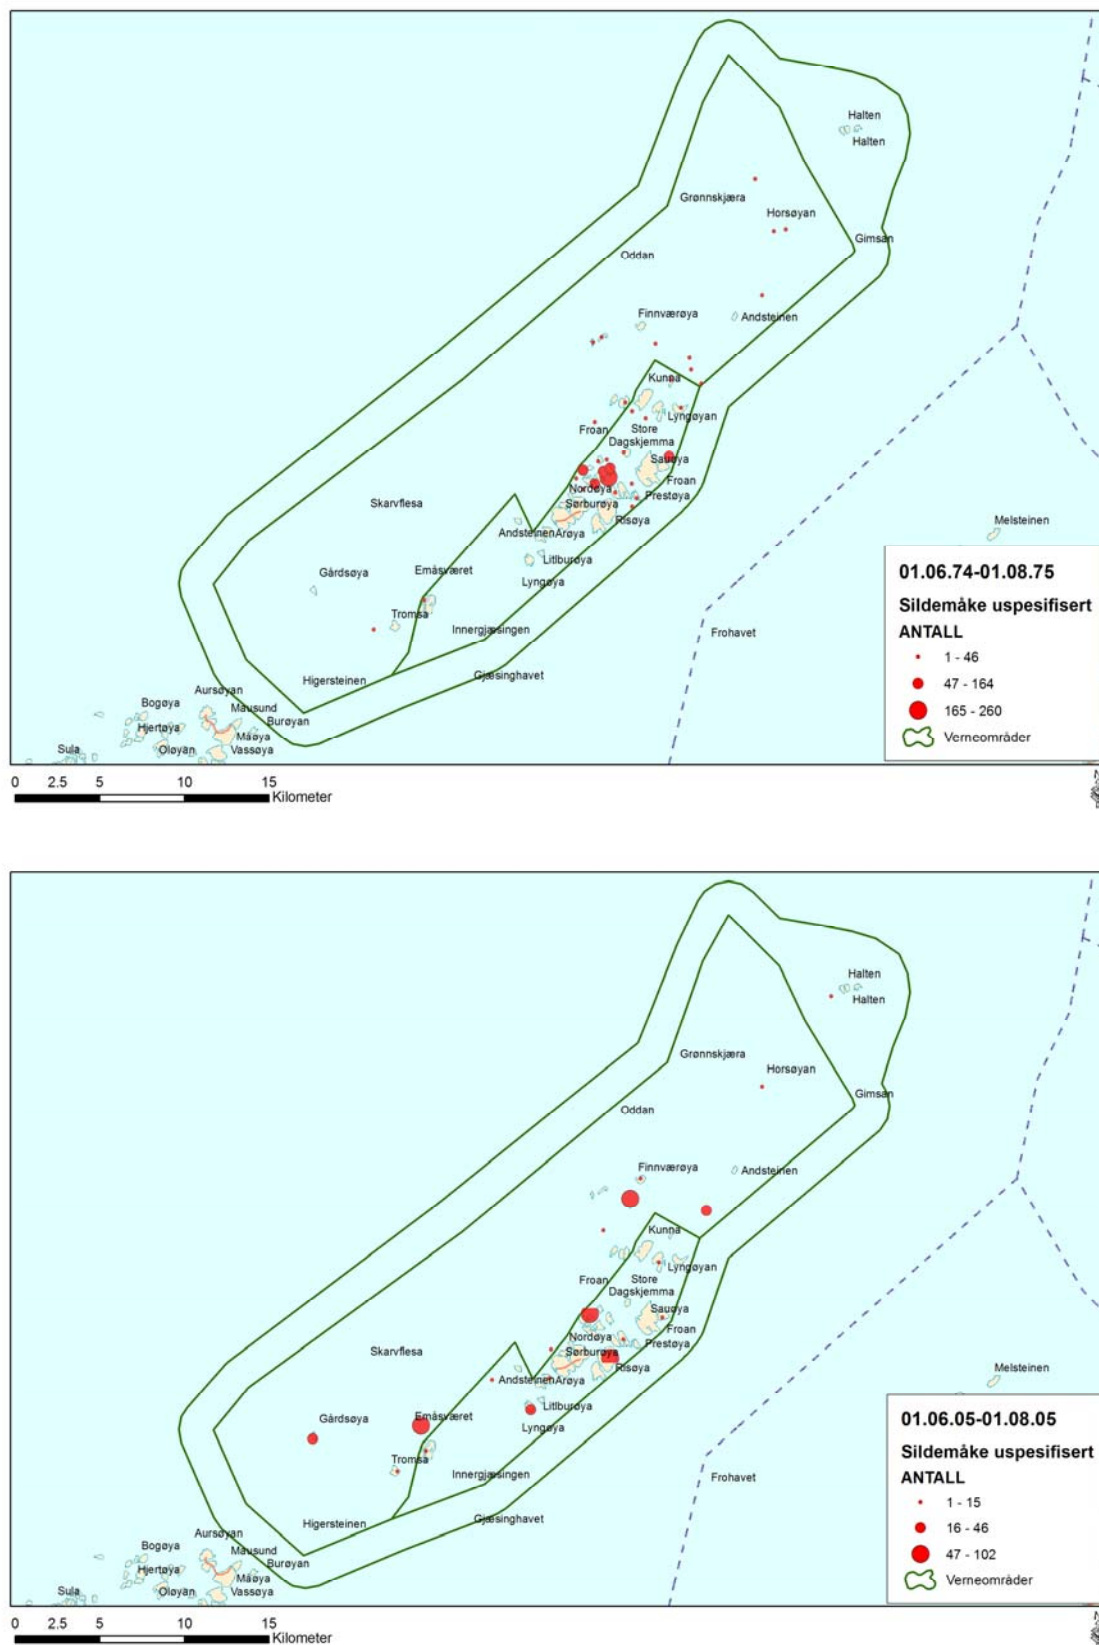 Halten
Halten
Grønnskjæra
Horsøyan
Gimsan
Oddan
Finnværøya
Andsteinen
Kunna
Lyngøyan
Froan
Store
Dagskjemma
Sauøya
Froan
Nordøya
Prestøya
Skarvflesa
Sørburøya
Risøya
Melsteinen
Andsteinen
Arøya
Litlburøya
Gårdsøya
Emåsværet
Lyngøya
Tromsa
Innergjæsingen
Frohavet
Higersteinen
Gjæsinghavet
Aursøyan
Bogøya
Mausund
Burøyan
Hjertøya
Måøya
Sula
Oløyan
Vassøya
01.06.74-01.08.75
Sildemåke uspesifisert
ANTALL
1 - 46
47 - 164
165 - 260
Verneområder
0 2.5 5 10 15
Kilometer
Halten
Halten
Grønnskjæra
Horsøyan
Gimsan
Oddan
Finnværøya
Andsteinen
Kunna
Lyngøyan
Froan
Store
Dagskjemma
Sauøya
Froan
Nordøya
Prestøya
Skarvflesa
Sørburøya
Risøya
Melsteinen
Andsteinen
Arøya
Litlburøya
Gårdsøya
Emåsværet
Lyngøya
Tromsa
Innergjæsingen
Frohavet
Higersteinen
Gjæsinghavet
Aursøyan
Bogøya
Mausund
Burøyan
Hjertøya
Måøya
Sula
Oløyan
Vassøya
01.06.05-01.08.05
Sildemåke uspesifisert
ANTALL
1 - 15
16 - 46
47 - 102
Verneområder
0 2.5 5 10 15
Kilometer